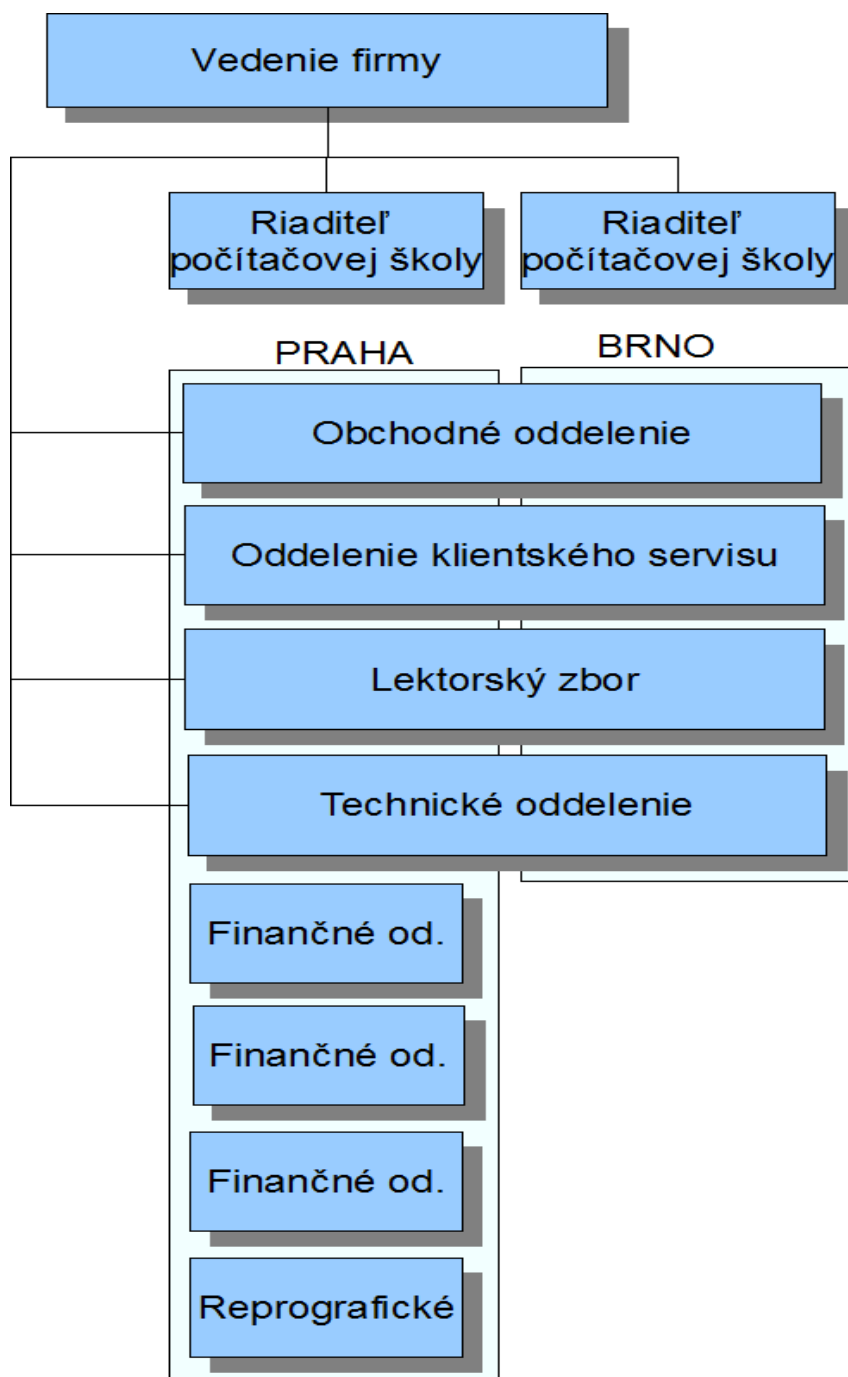 Vedenie firmy
Riaditeľ
počítačovej školy
Riaditeľ
počítačovej školy
PRAHA
BRNO
Obchodné oddelenie
Oddelenie klientského servisu
Lektorský zbor
Technické oddelenie
Finančné od.
Finančné od.
Finančné od.
Reprografické